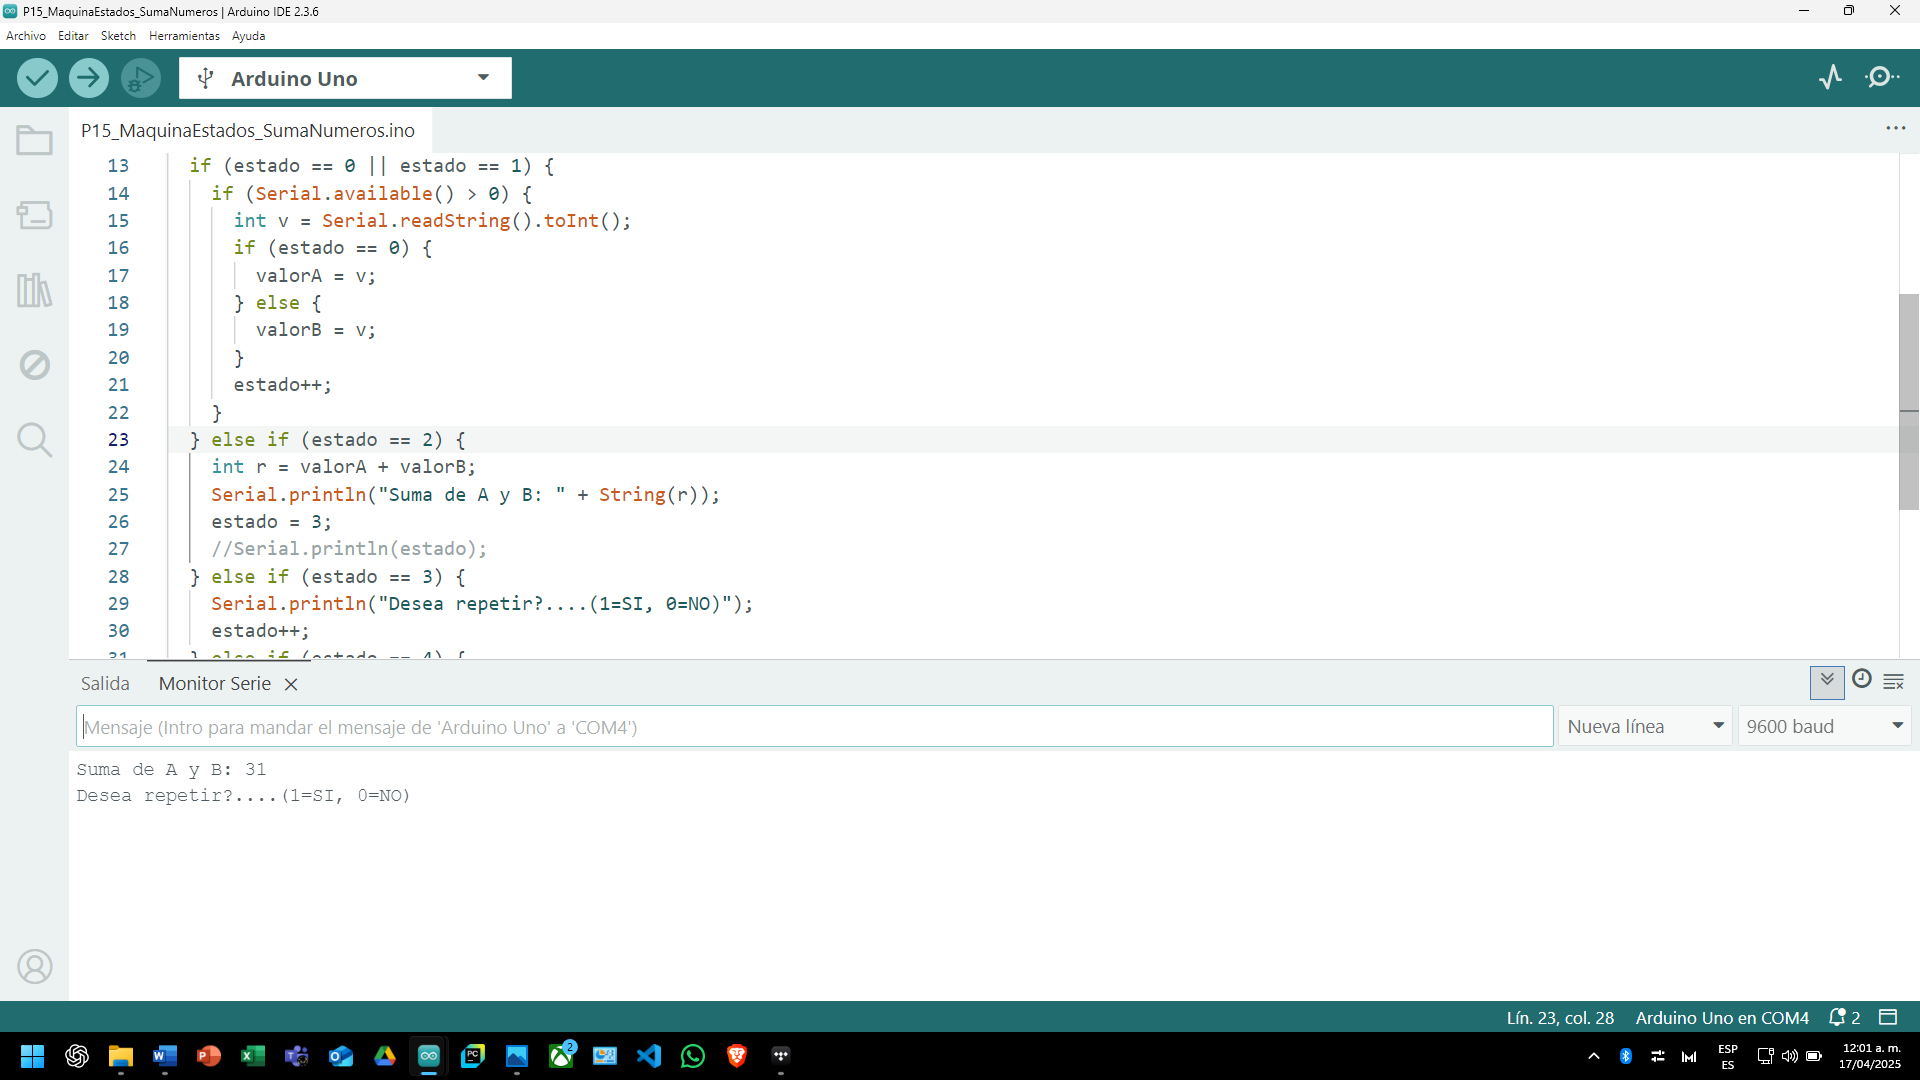 P15_MaquinaEstados_SumaNumeros | Arduino IDE 2.3.6
Archivo Editar Sketch Herramientas Ayuda
Arduino Uno
P15_MaquinaEstados_SumaNumeros.ino
13 if (estado == 0 || estado == 1) {
14 if (Serial.available() > 0) {
15 int v = Serial.readString().toInt();
16 if (estado == 0) {
17 valorA = v;
18 } else {
19 valorB = v;
20 }
21 estado++;
22 }
23 } else if (estado == 2) {
24 int r = valorA + valorB;
25 Serial.println("Suma de A y B: " + String(r));
26 estado = 3;
27 //Serial.println(estado);
28 } else if (estado == 3) {
29 Serial.println("Desea repetir?....(1=SI, 0=NO)");
30 estado++;
31 } else if (estado == 4) {
Salida Monitor Serie
Mensaje (Intro para mandar el mensaje de 'Arduino Uno' a 'COM4')
Nueva línea
9600 baud
Suma de A y B: 31
Desea repetir?....(1=SI, 0=NO)
Lín. 23, col. 28 Arduino Uno en COM4 2
2
ESP
ES
12:01 a. m.
17/04/2025